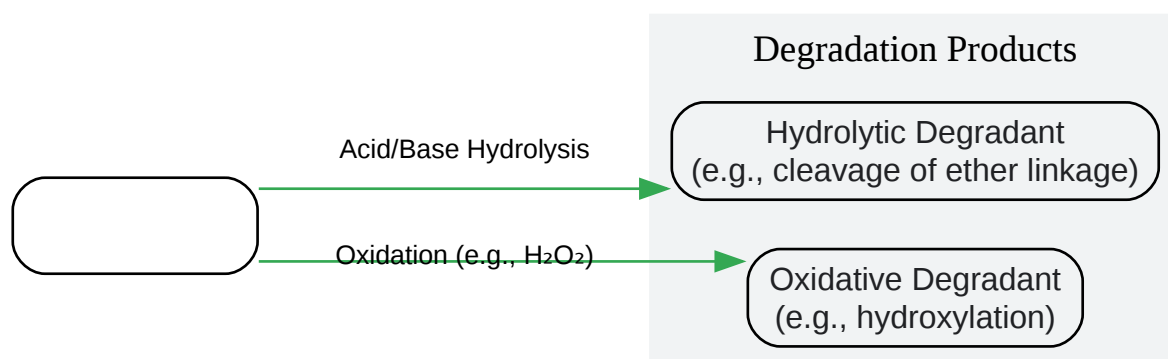 Degradation Products
Acid/Base Hydrolysis
Hydrolytic Degradant
(e.g., cleavage of ether linkage)
Oxidation (e.g., H₂O₂)
Oxidative Degradant
(e.g., hydroxylation)